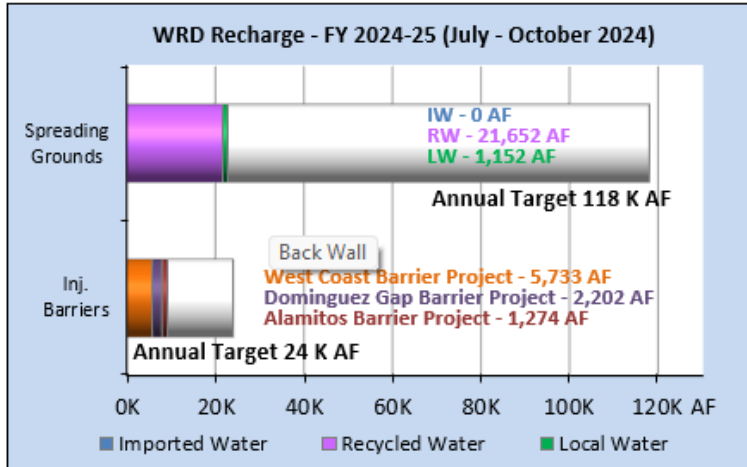 WRD Recharge - FY 2024-25 (July - October 2024)
Spreading
Grounds
IW - 0 AF
RW - 21,652 AF
LW - 1,152 AF
Annual Target 118 K AF
Back Wall
Inj.
Barriers
West Coast Barrier Project - 5,733 AF
Dominguez Gap Barrier Project - 2,202 AF
Alamitos Barrier Project - 1,274 AF
Annual Target 24 K AF
0K 20K 40K 60K 80K 100K 120K AF
Imported Water Recycled Water Local Water